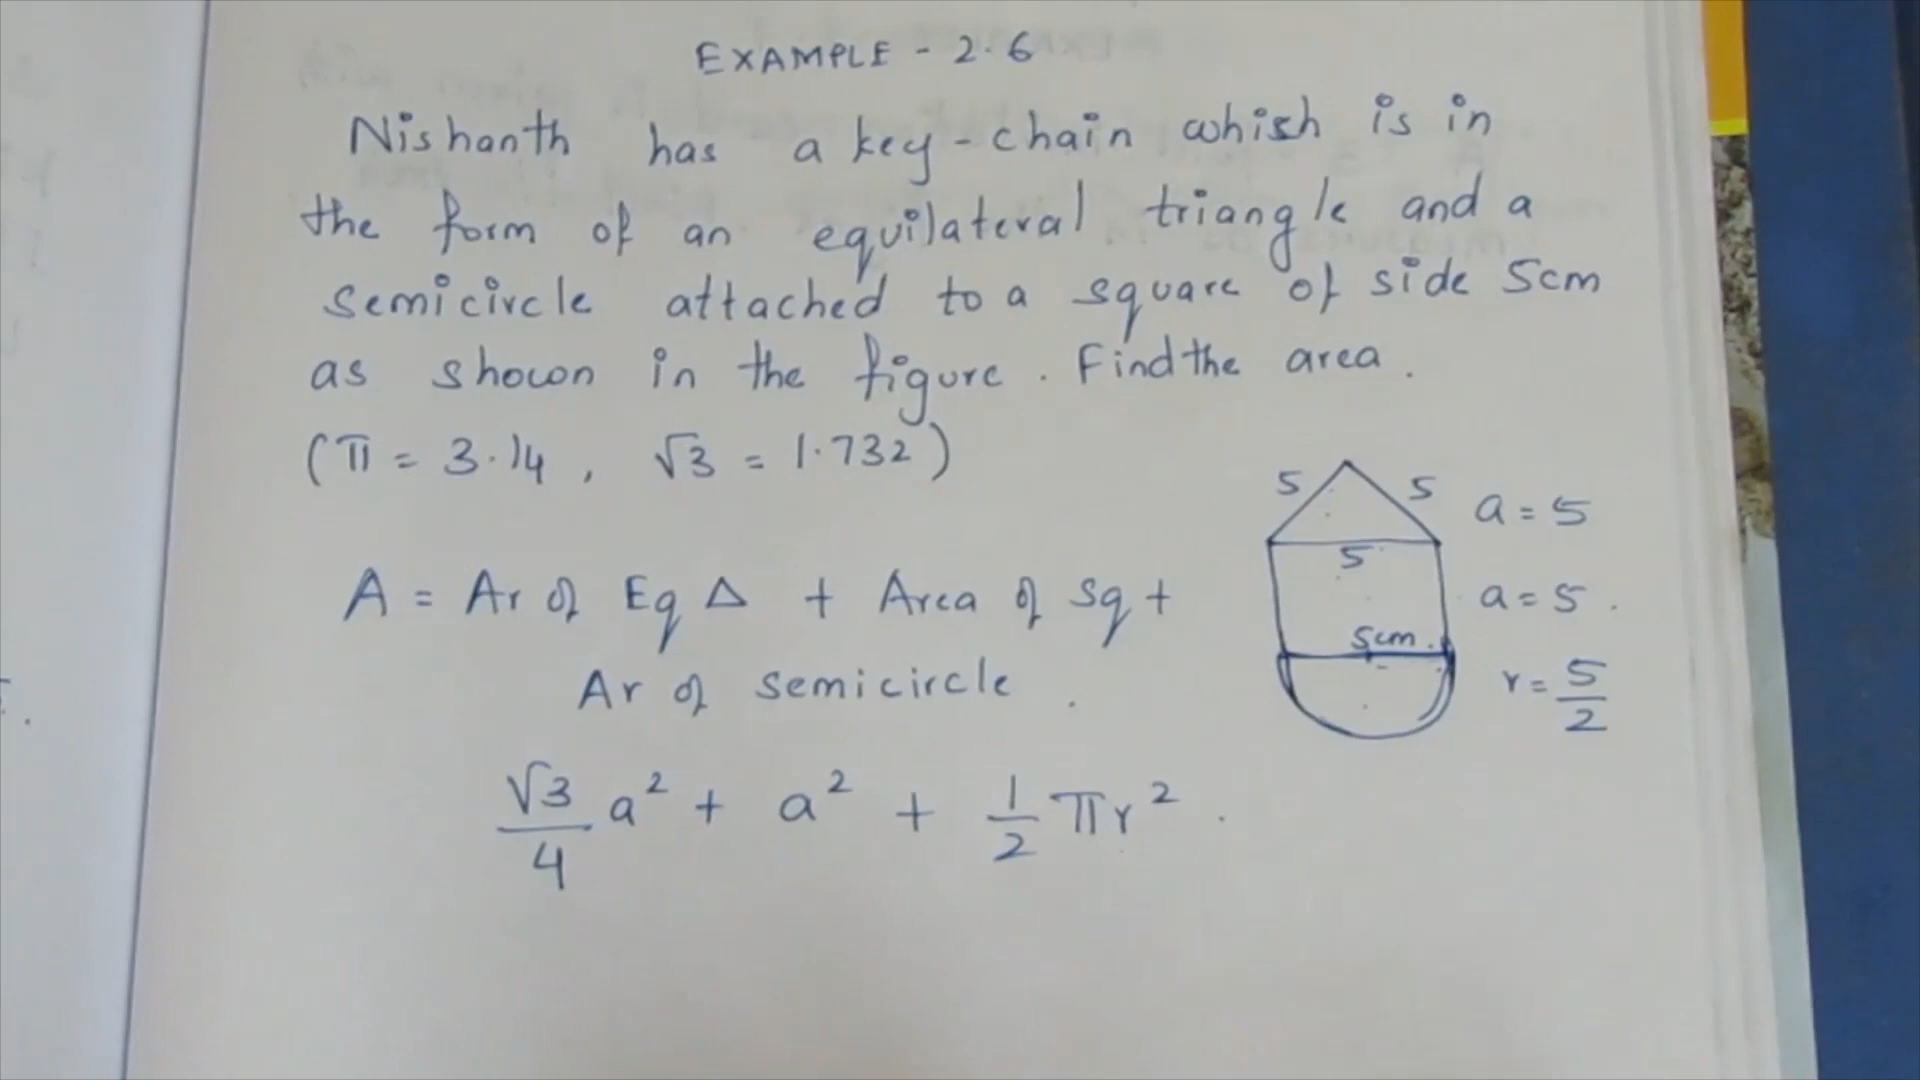 EXAMPLE - 2.6
Nishanth has a key-chain which is in
the form of an equilateral triangle and a
semicircle attached to a square of side 5cm
as shown in the figure. Find the area.
(π = 3.14, √3 = 1.732)
5 5 a = 5
5
A = Ar of Eq Δ + Area of sq + a = 5.
5cm.
Ar of semicircle. r = 5/2
√3/4 a² + a² + 1/2 πr².